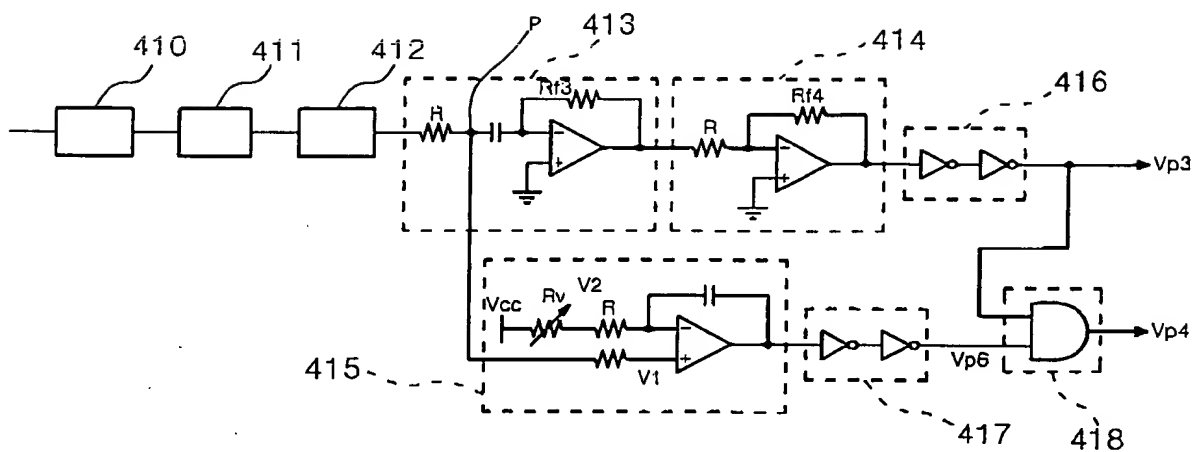 P
410
411
412
413
414
416
Rf3
R
−
+
Rf4
R
−
+
Vp3
Vcc
Rv
V2
R
−
+
V1
415
Vp6
Vp4
417
418